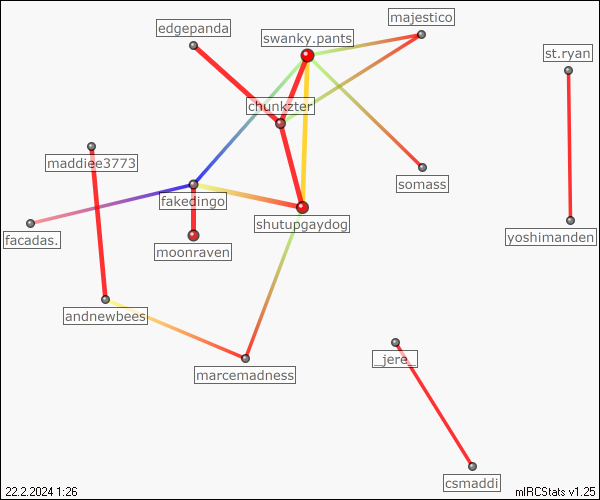 majestico
edgepanda
swanky.pants
st.ryan
chunkzter
maddiee3773
somass
fakedingo
shutupgaydog
facadas.
yoshimanden
moonraven
andnewbees
_jere_
marcemadness
csmaddi
22.2.2024 1:26
mIRCStats v1.25